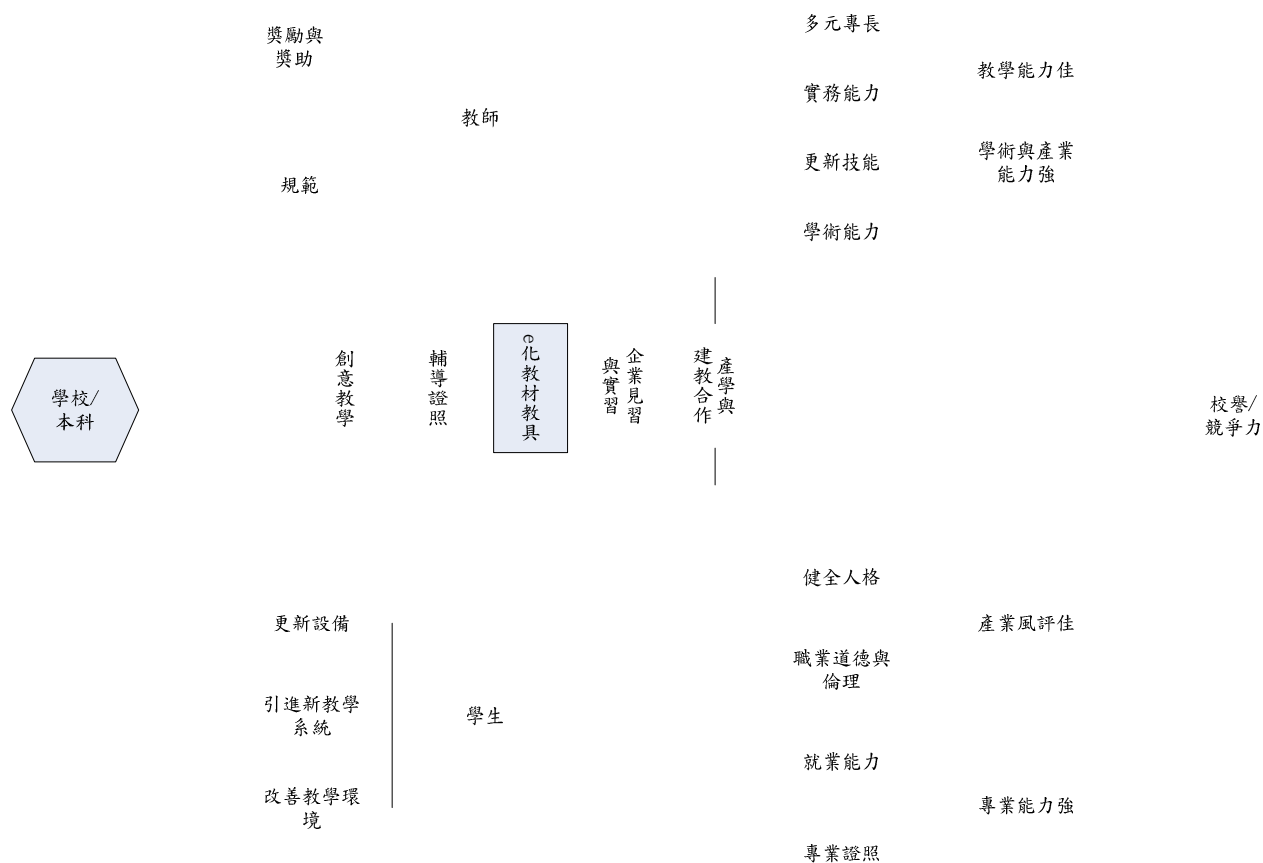 獎勵與
獎助
規範
教師
多元專長
實務能力
更新技能
學術能力
教學能力佳
學術與產業
能力強
學校/
本科
創意教學
輔導證照
e化教材教具
企業見習
與實習
產學與
建教合作
校譽/
競爭力
更新設備
引進新教學
系統
改善教學環
境
學生
健全人格
職業道德與
倫理
就業能力
專業證照
產業風評佳
專業能力強